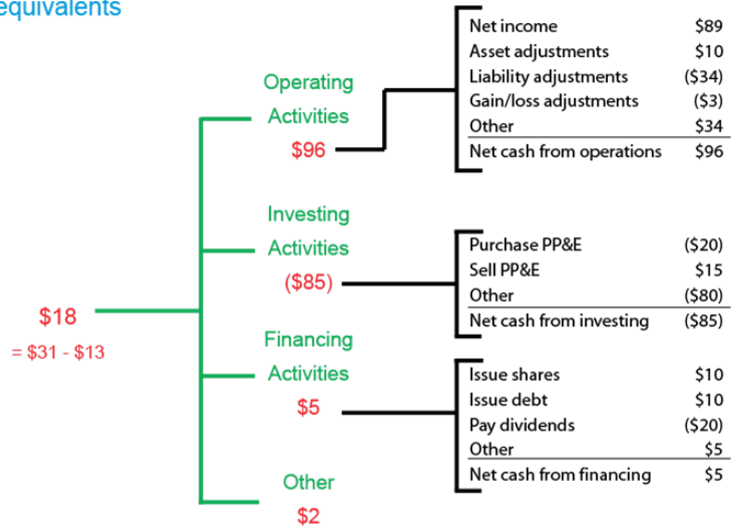 equivalents
$18
= $31 - $13
Operating
Activities
$96
Net income $89
Asset adjustments $10
Liability adjustments ($34)
Gain/loss adjustments ($3)
Other $34
Net cash from operations $96
Investing
Activities
($85)
Purchase PP&E ($20)
Sell PP&E $15
Other ($80)
Net cash from investing ($85)
Financing
Activities
$5
Issue shares $10
Issue debt $10
Pay dividends ($20)
Other $5
Net cash from financing $5
Other
$2